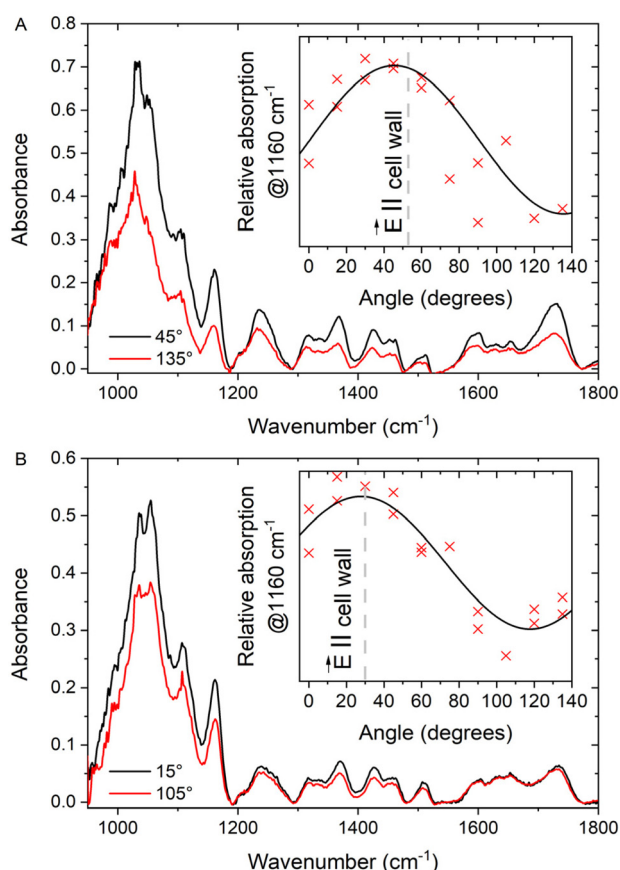 A
Absorbance
0.7
0.6
0.5
0.4
0.3
0.2
0.1
0.0
Relative absorption
@1160 cm-1
E II cell wall
0 20 40 60 80 100 120 140
Angle (degrees)
45°
135°
1000 1200 1400 1600 1800
Wavenumber (cm-1)
B
Absorbance
0.6
0.5
0.4
0.3
0.2
0.1
0.0
Relative absorption
@1160 cm-1
E II cell wall
0 20 40 60 80 100 120 140
Angle (degrees)
15°
105°
1000 1200 1400 1600 1800
Wavenumber (cm-1)